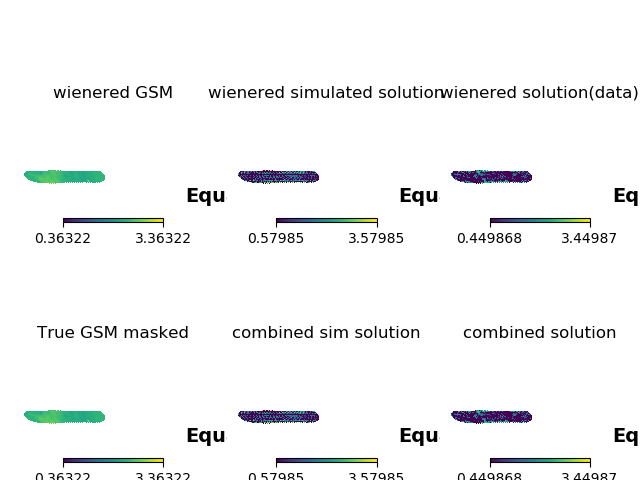 wienered GSM
wienered simulated solution
wienered solution(data)
Equ
Equ
Eq
0.36322 3.36322
0.57985 3.57985
0.449868 3.44987
True GSM masked
combined sim solution
combined solution
Equ
Equ
Eq
0.36322 3.36322
0.57985 3.57985
0.449868 3.44987